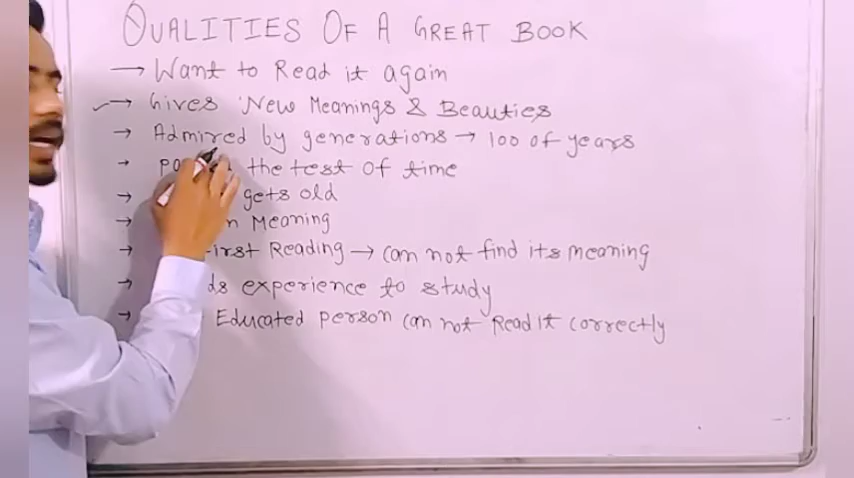 QUALITIES OF A GREAT BOOK
→ Want to Read it again
→ Gives New Meanings & Beauties
→ Admired by generations → 100 of years
→ the test of time
→ gets old
→ Meaning
→ Reading → can not find its meaning
→ experience to study
→ Educated person can not Read It correctly